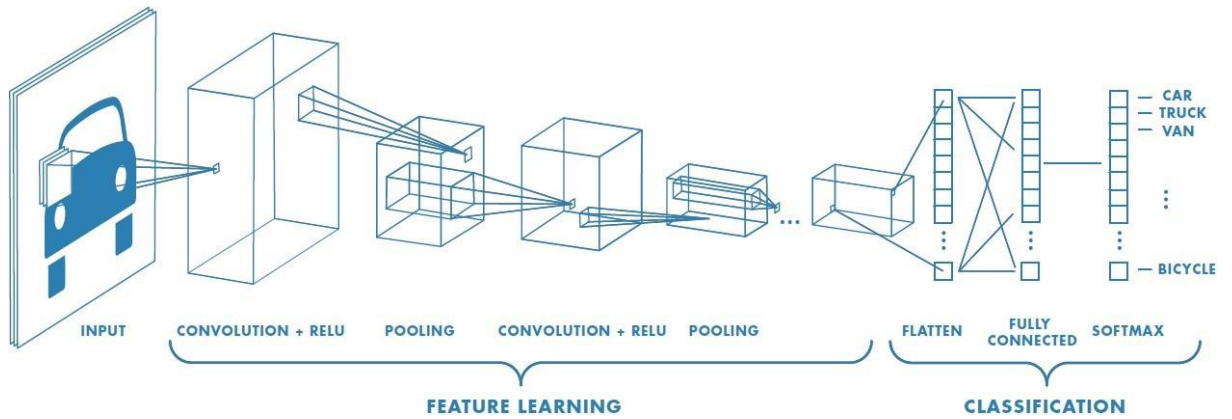 CAR
TRUCK
VAN
BICYCLE
INPUT
CONVOLUTION + RELU
POOLING
CONVOLUTION + RELU
POOLING
FLATTEN
FULLY
CONNECTED
SOFTMAX
FEATURE LEARNING
CLASSIFICATION